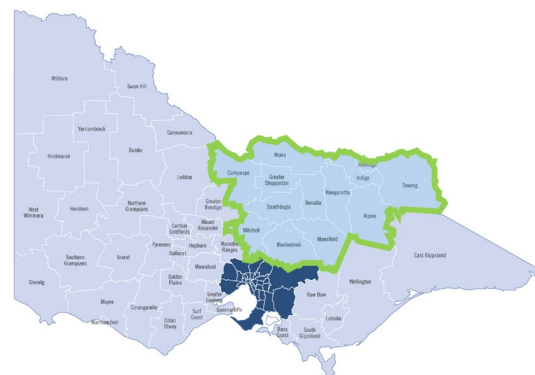 Mildura
Swan Hill
Yarriambiack
Gannawarra
Buloke
Hindmarsh
Loddon
Campaspe
Moira
Greater
Shepparton
Wodonga
Indigo
Towong
Wangaratta
Strathbogie
Benalla
Alpine
Mitchell
Mansfield
Murrindindi
West
Wimmera
Horsham
Northern
Grampians
Greater
Bendigo
Mount
Alexander
Central
Goldfields
Macedon
Ranges
Pyrenees
Hepburn
Ballarat
Moorabool
Southern
Grampians
Ararat
Golden
Plains
Glenelg
Moyne
Corangamite
Warrnambool
Colac
Otway
Surf
Coast
Greater
Geelong
Queenscliffe
East Gippsland
Wellington
Baw Baw
Latrobe
Bass
Coast
South
Gippsland